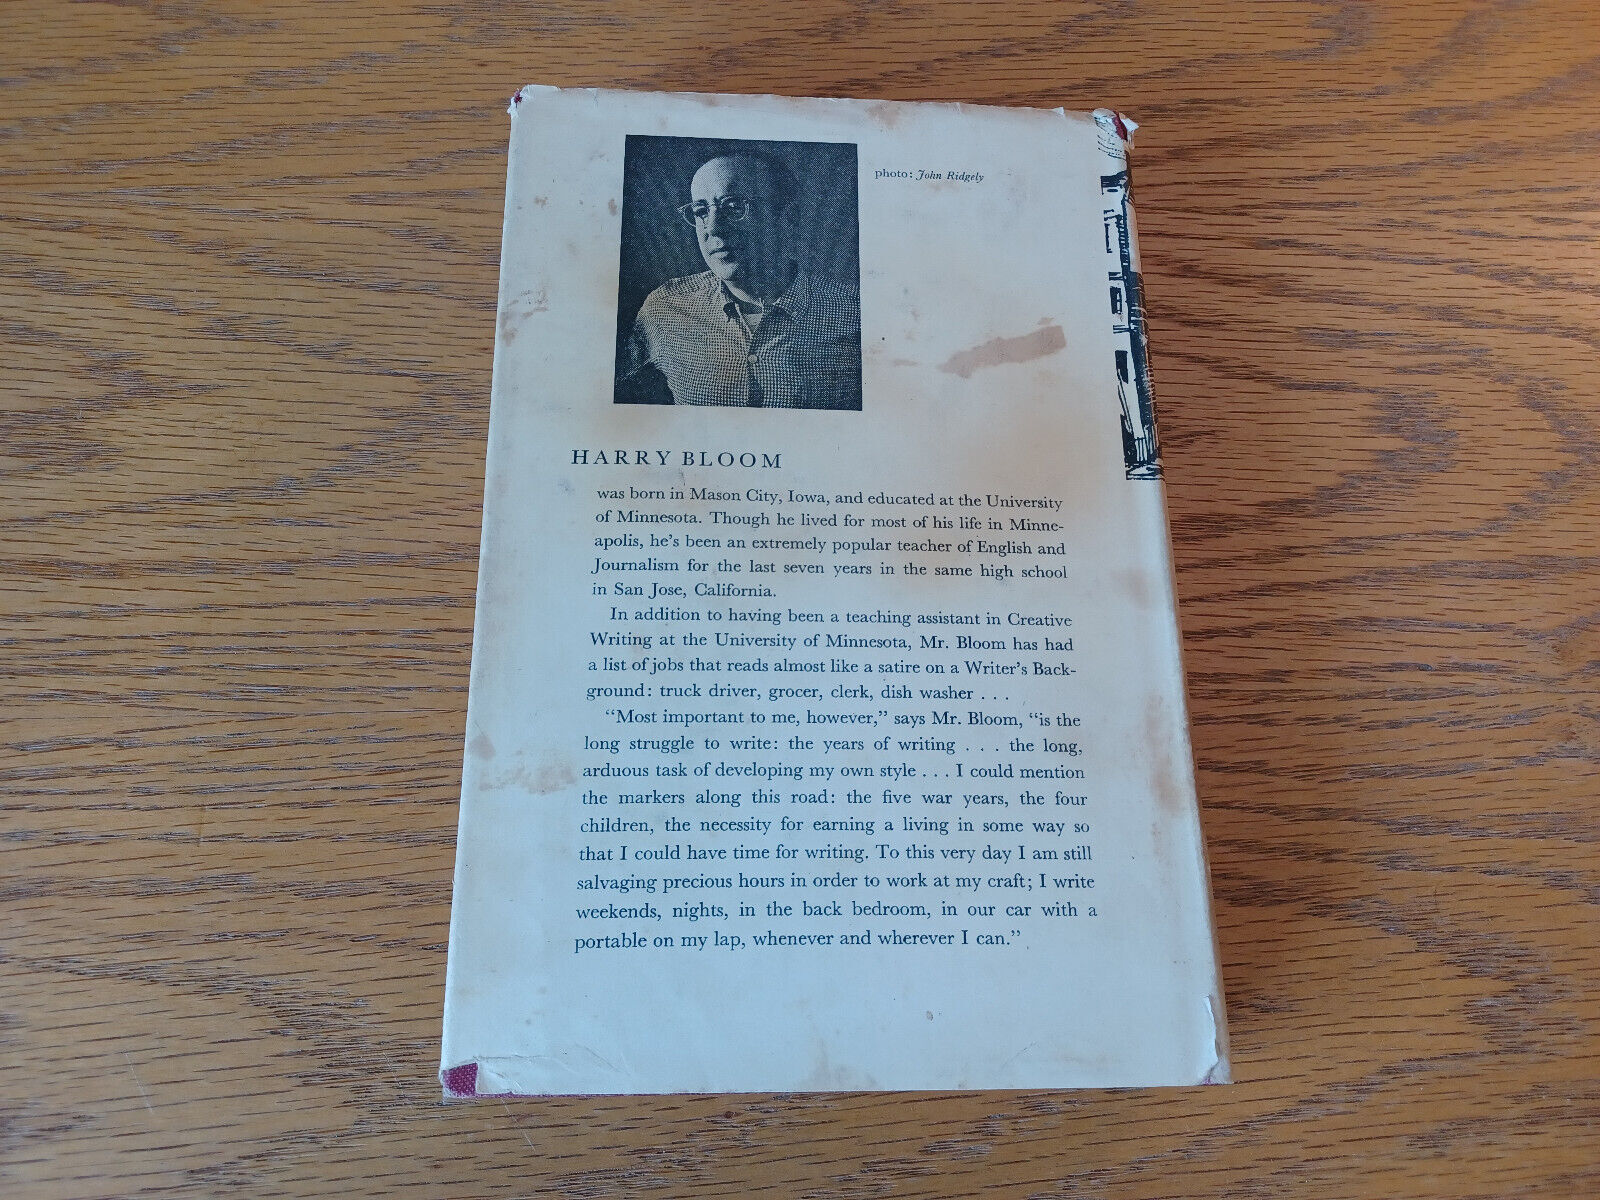 photo: John Ridgely
HARRY BLOOM
was born in Mason City, Iowa, and educated at the University
of Minnesota. Though he lived for most of his life in Minne-
apolis, he's been an extremely popular teacher of English and
Journalism for the last seven years in the same high school
in San Jose, California.
In addition to having been a teaching assistant in Creative
Writing at the University of Minnesota, Mr. Bloom has had
a list of jobs that reads almost like a satire on a Writer's Back-
ground: truck driver, grocer, clerk, dish washer . . .
“Most important to me, however,” says Mr. Bloom, “is the
long struggle to write: the years of writing . . . the long,
arduous task of developing my own style . . . I could mention
the markers along this road: the five war years, the four
children, the necessity for earning a living in some way so
that I could have time for writing. To this very day I am still
salvaging precious hours in order to work at my craft; I write
weekends, nights, in the back bedroom, in our car with a
portable on my lap, whenever and wherever I can.”